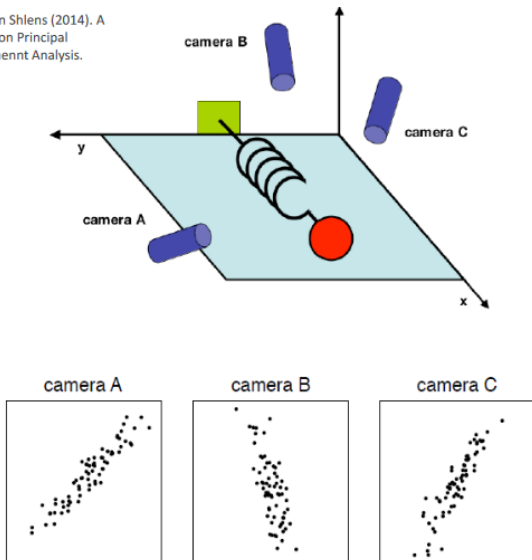 n Shlens (2014). A
on Principal
nennt Analysis.
camera B
camera C
y
camera A
x
camera A
camera B
camera C